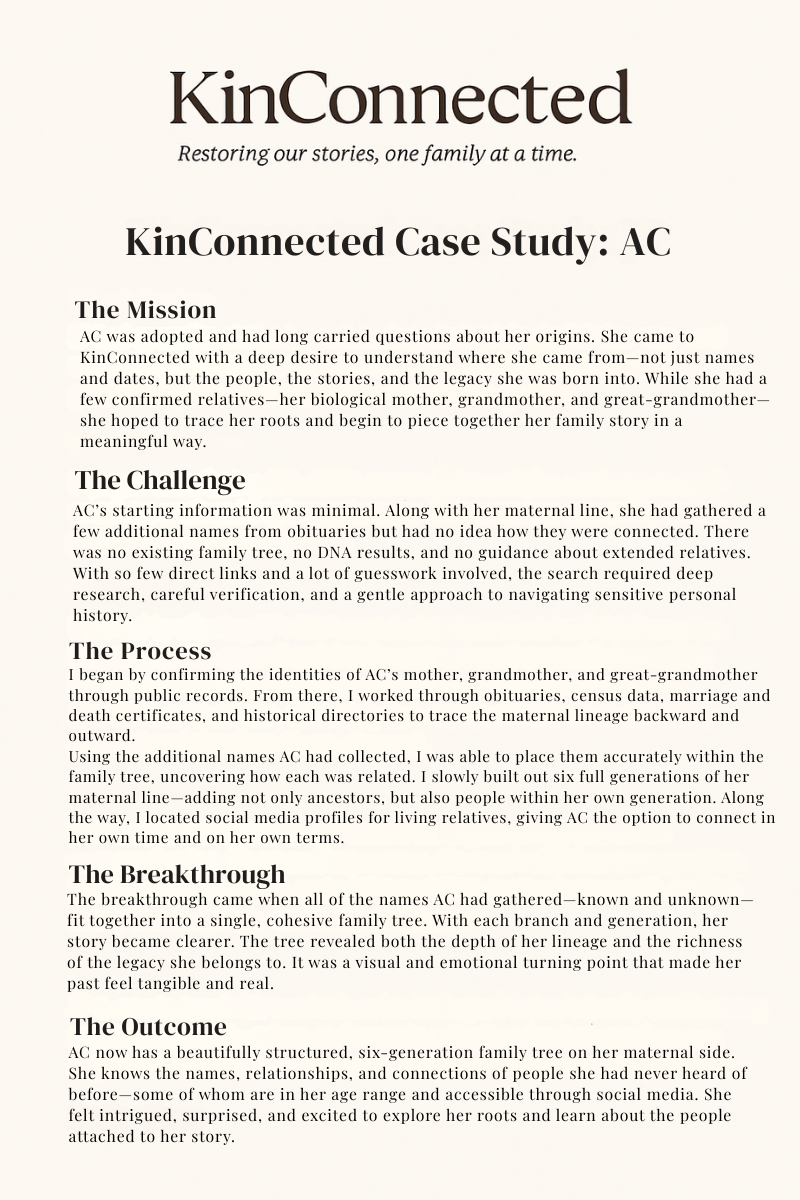 KinConnected
Restoring our stories, one family at a time.
KinConnected Case Study: AC
The Mission
AC was adopted and had long carried questions about her origins. She came to
KinConnected with a deep desire to understand where she came from—not just names
and dates, but the people, the stories, and the legacy she was born into. While she had a
few confirmed relatives—her biological mother, grandmother, and great-grandmother—
she hoped to trace her roots and begin to piece together her family story in a
meaningful way.
The Challenge
AC’s starting information was minimal. Along with her maternal line, she had gathered a
few additional names from obituaries but had no idea how they were connected. There
was no existing family tree, no DNA results, and no guidance about extended relatives.
With so few direct links and a lot of guesswork involved, the search required deep
research, careful verification, and a gentle approach to navigating sensitive personal
history.
The Process
I began by confirming the identities of AC’s mother, grandmother, and great-grandmother
through public records. From there, I worked through obituaries, census data, marriage and
death certificates, and historical directories to trace the maternal lineage backward and
outward.
Using the additional names AC had collected, I was able to place them accurately within the
family tree, uncovering how each was related. I slowly built out six full generations of her
maternal line—adding not only ancestors, but also people within her own generation. Along
the way, I located social media profiles for living relatives, giving AC the option to connect in
her own time and on her own terms.
The Breakthrough
The breakthrough came when all of the names AC had gathered—known and unknown—
fit together into a single, cohesive family tree. With each branch and generation, her
story became clearer. The tree revealed both the depth of her lineage and the richness
of the legacy she belongs to. It was a visual and emotional turning point that made her
past feel tangible and real.
The Outcome
AC now has a beautifully structured, six-generation family tree on her maternal side.
She knows the names, relationships, and connections of people she had never heard of
before—some of whom are in her age range and accessible through social media. She
felt intrigued, surprised, and excited to explore her roots and learn about the people
attached to her story.